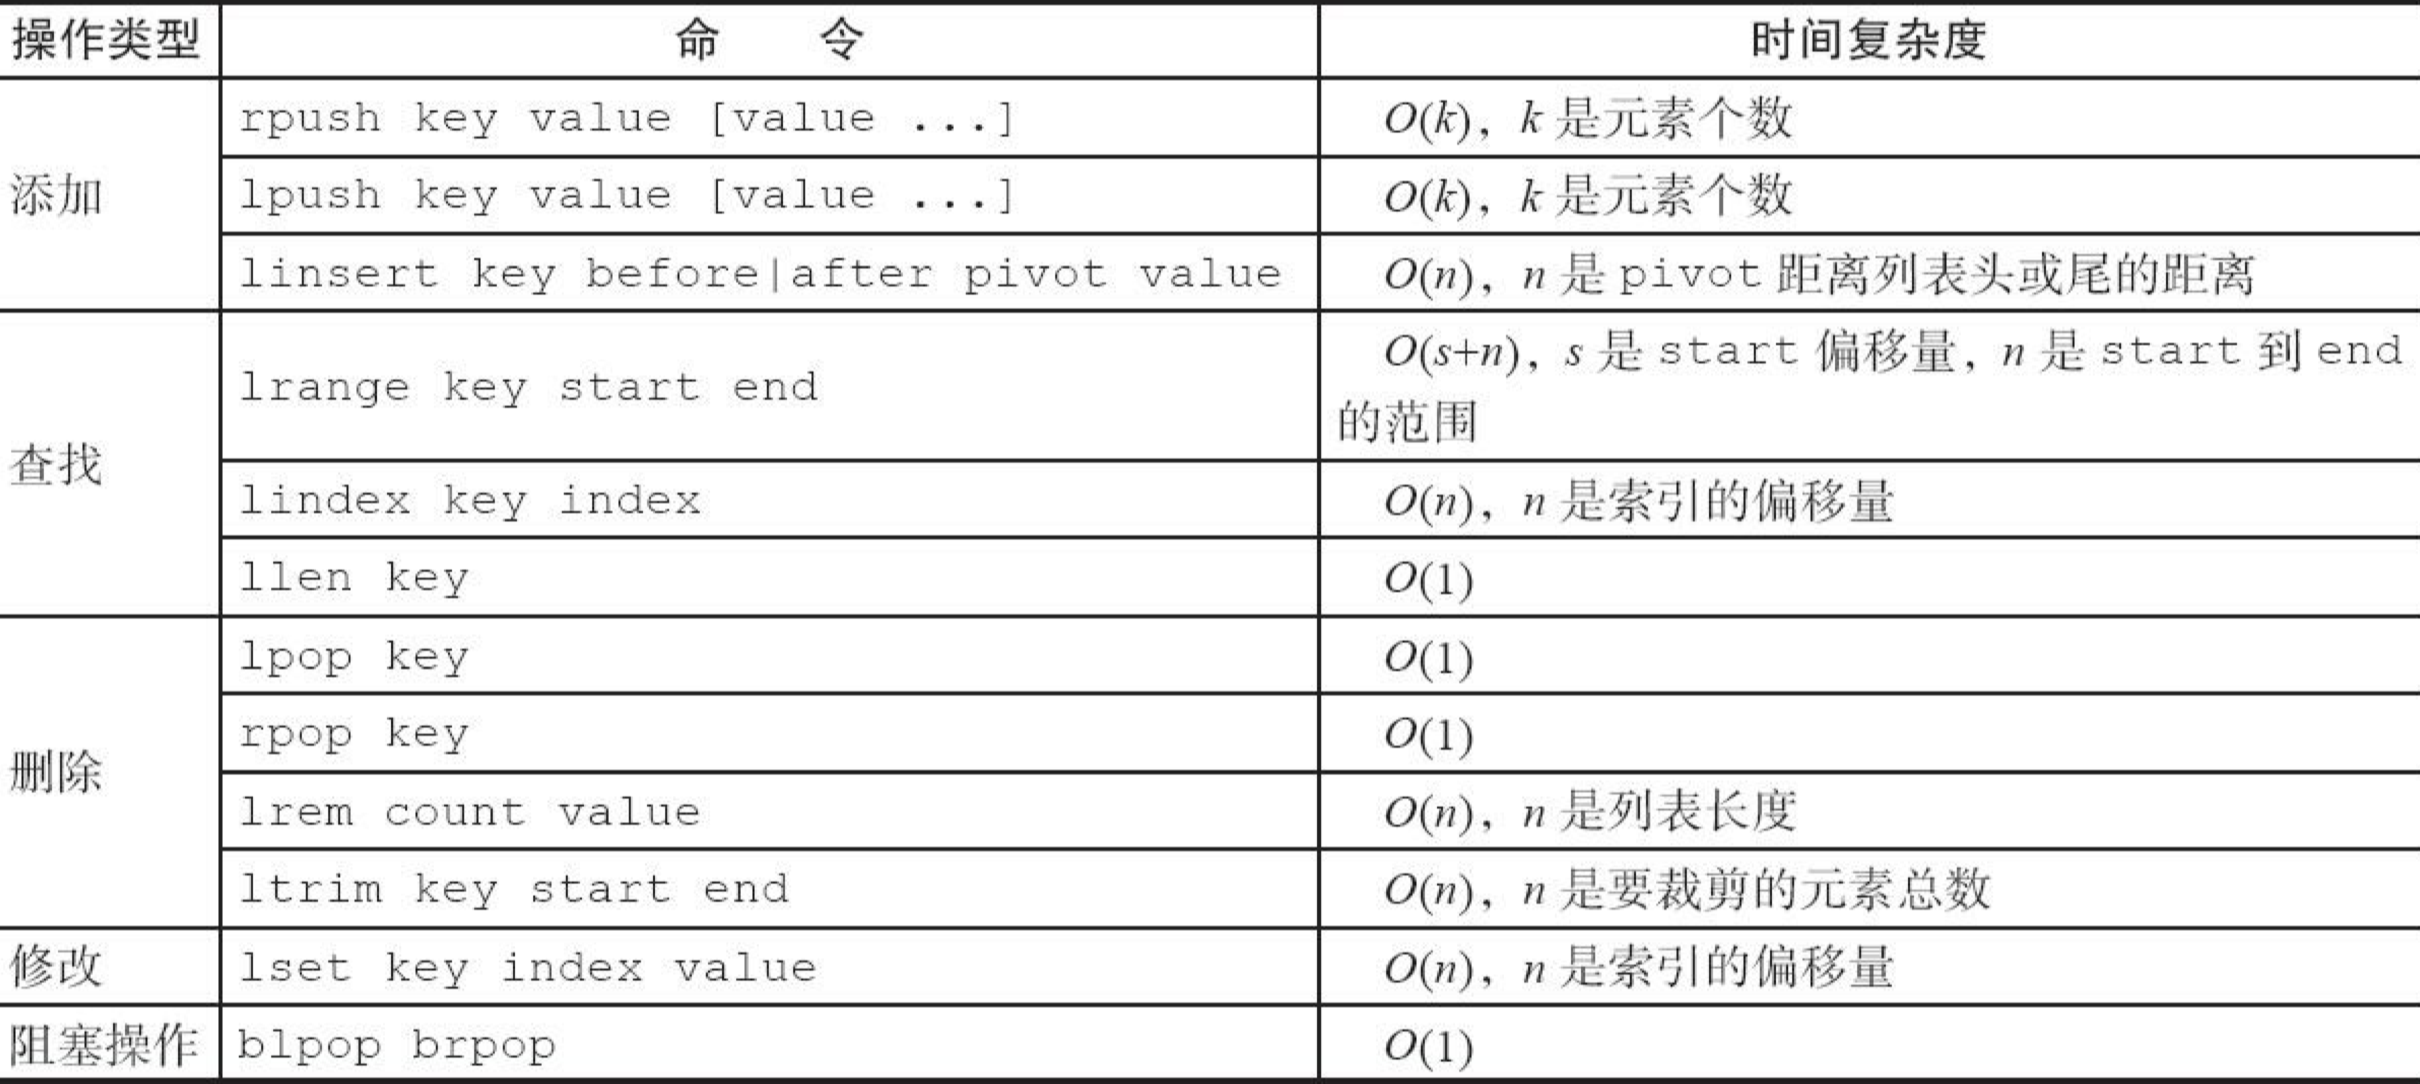 操作类型 命 令 时间复杂度
添加
rpush key value [value ...] O(k)，k 是元素个数
lpush key value [value ...] O(k)，k 是元素个数
linsert key before|after pivot value O(n)，n 是 pivot 距离列表头或尾的距离
查找
lrange key start end O(s+n)，s 是 start 偏移量，n 是 start 到 end
的范围
lindex key index O(n)，n 是索引的偏移量
llen key O(1)
删除
lpop key O(1)
rpop key O(1)
lrem count value O(n)，n 是列表长度
ltrim key start end O(n)，n 是要裁剪的元素总数
修改 lset key index value O(n)，n 是索引的偏移量
阻塞操作 blpop brpop O(1)